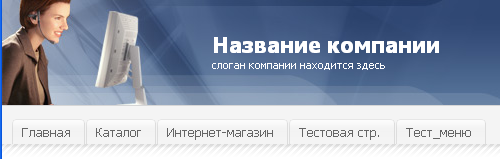 Название компании
слоган компании находится здесь
Главная Каталог Интернет-магазин Тестовая стр. Тест_меню